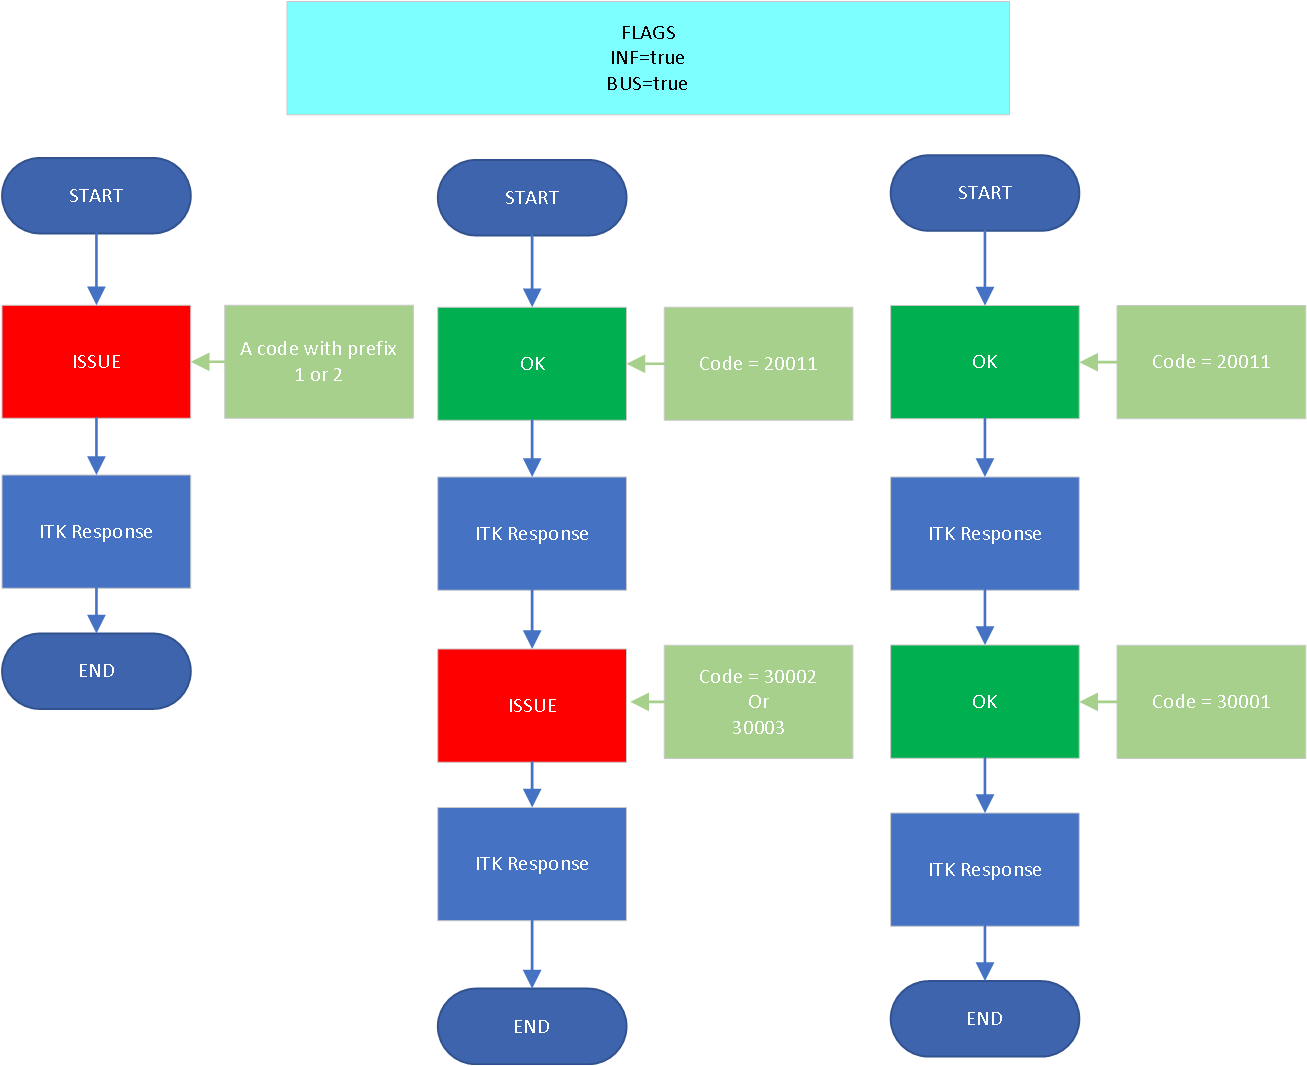 FLAGS
INF=true
BUS=true
START
ISSUE
A code with prefix
1 or 2
ITK Response
END
START
OK
Code = 20011
ITK Response
ISSUE
Code = 30002
Or
30003
ITK Response
END
START
OK
Code = 20011
ITK Response
OK
Code = 30001
ITK Response
END